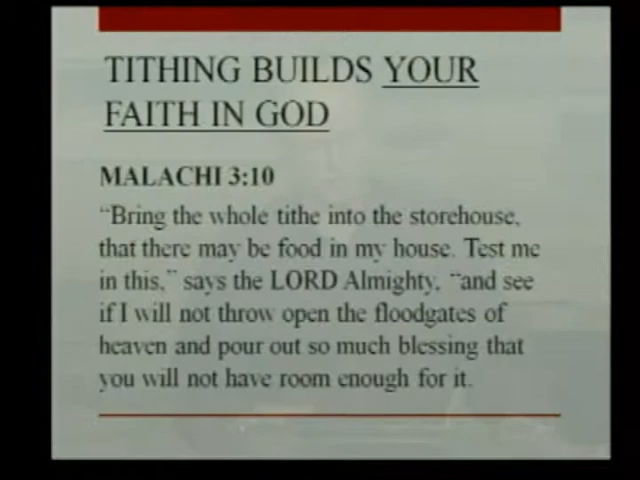 TITHING BUILDS YOUR
FAITH IN GOD
MALACHI 3:10
“Bring the whole tithe into the storehouse,
that there may be food in my house. Test me
in this,” says the LORD Almighty, “and see
if I will not throw open the floodgates of
heaven and pour out so much blessing that
you will not have room enough for it.